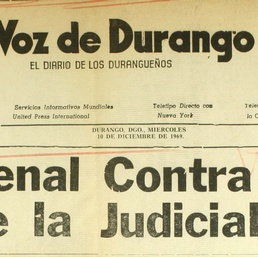 Voz de Durango
EL DIARIO DE LOS DURANGUEÑOS
Servicios Informativos Mundiales
United Press International
Teletipo Directo con
Nueva York
DURANGO, DGO., MIERCOLES
10 DE DICIEMBRE DE 1969.
enal Contra
e la Judicial